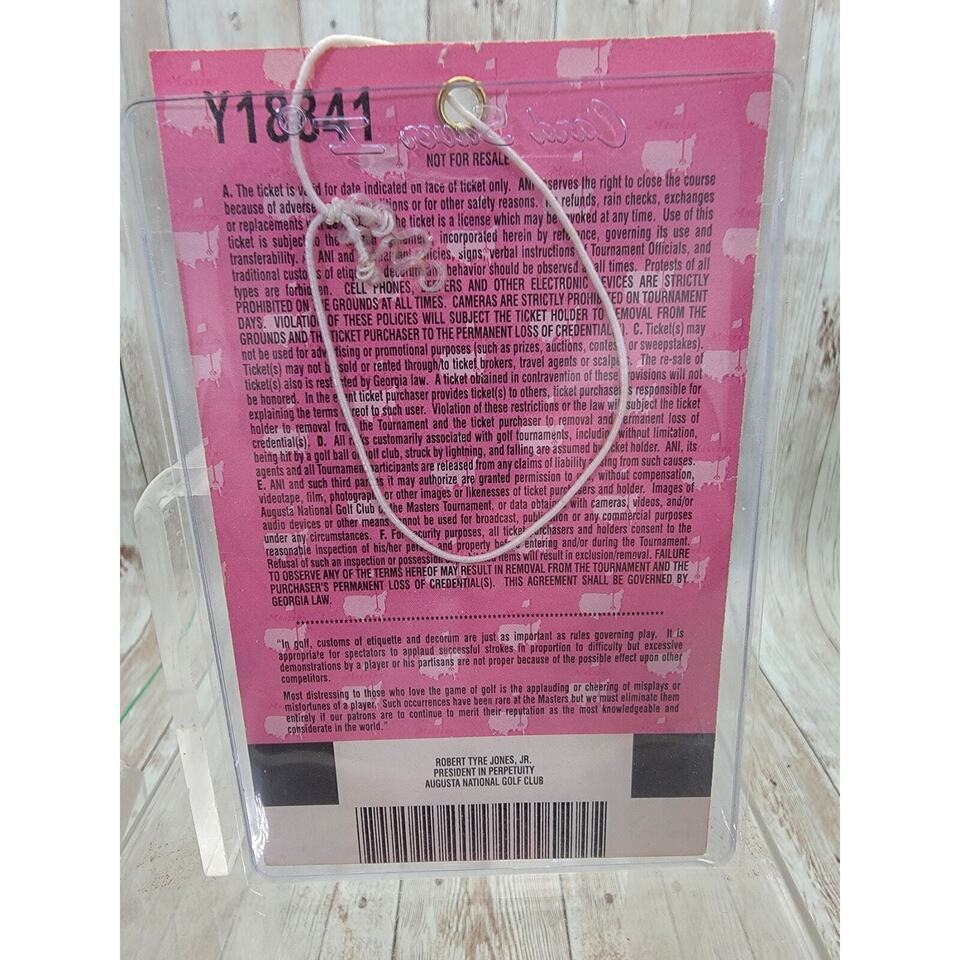 Y18841
Card Saver
NOT FOR RESALE
A. The ticket is valid for date indicated on face of ticket only. ANI reserves the right to close the course
because of adverse conditions or for other safety reasons. refunds, rain checks, exchanges
or replacements the ticket is a license which may be revoked at any time. Use of this
ticket is subject to the incorporated herein by reference, governing its use and
transferability. ANI and policies, signs, verbal instructions of Tournament Officials, and
traditional customs of etiquette, decorum behavior should be observed all times. Protests of all
types are forbidden. CELL PHONES, ERS AND OTHER ELECTRONIC DEVICES ARE STRICTLY
PROHIBITED ON THE GROUNDS AT ALL TIMES. CAMERAS ARE STRICTLY PROHIBITED ON TOURNAMENT
DAYS. VIOLATION OF THESE POLICIES WILL SUBJECT THE TICKET HOLDER TO REMOVAL FROM THE
GROUNDS AND THE TICKET PURCHASER TO THE PERMANENT LOSS OF CREDENTIAL(S). C. Ticket(s) may
not be used for advertising or promotional purposes (such as prizes, auctions, contests or sweepstakes).
Ticket(s) may not be sold or rented through/to ticket brokers, travel agents or scalpers. The re-sale of
ticket(s) also is restricted by Georgia law. A ticket obtained in contravention of these provisions will not
be honored. In the event ticket purchaser provides ticket(s) to others, ticket purchaser is responsible for
explaining the terms hereof to such user. Violation of these restrictions or the law will subject the ticket
holder to removal from the Tournament and the ticket purchaser to removal and permanent loss of
credential(s). D. All risks customarily associated with golf tournaments, including without limitation,
being hit by a golf ball or golf club, struck by lightning, and falling are assumed by ticket holder. ANI, its
agents and all Tournament participants are released from any claims of liability arising from such causes.
E. ANI and such third parties it may authorize are granted permission to use, without compensation,
videotape, film, photographs or other images or likenesses of ticket purchasers and holder. Images of
Augusta National Golf Club or the Masters Tournament, or data obtained with cameras, videos, and/or
audio devices or other means cannot be used for broadcast, publication or any commercial purposes
under any circumstances. F. For security purposes, all ticket purchasers and holders consent to the
reasonable inspection of his/her person and property before entering and/or during the Tournament.
Refusal of such an inspection or possession of items will result in exclusion/removal. FAILURE
TO OBSERVE ANY OF THE TERMS HEREOF MAY RESULT IN REMOVAL FROM THE TOURNAMENT AND THE
PURCHASER'S PERMANENT LOSS OF CREDENTIAL(S). THIS AGREEMENT SHALL BE GOVERNED BY
GEORGIA LAW.
"In golf, customs of etiquette and decorum are just as important as rules governing play. It is
appropriate for spectators to applaud successful strokes in proportion to difficulty but excessive
demonstrations by a player or his partisans are not proper because of the possible effect upon other
competitors.
Most distressing to those who love the game of golf is the applauding or cheering of misplays or
misfortunes of a player. Such occurrences have been rare at the Masters but we must eliminate them
entirely if our patrons are to continue to merit their reputation as the most knowledgeable and
considerate in the world."
ROBERT TYRE JONES, JR.
PRESIDENT IN PERPETUITY
AUGUSTA NATIONAL GOLF CLUB